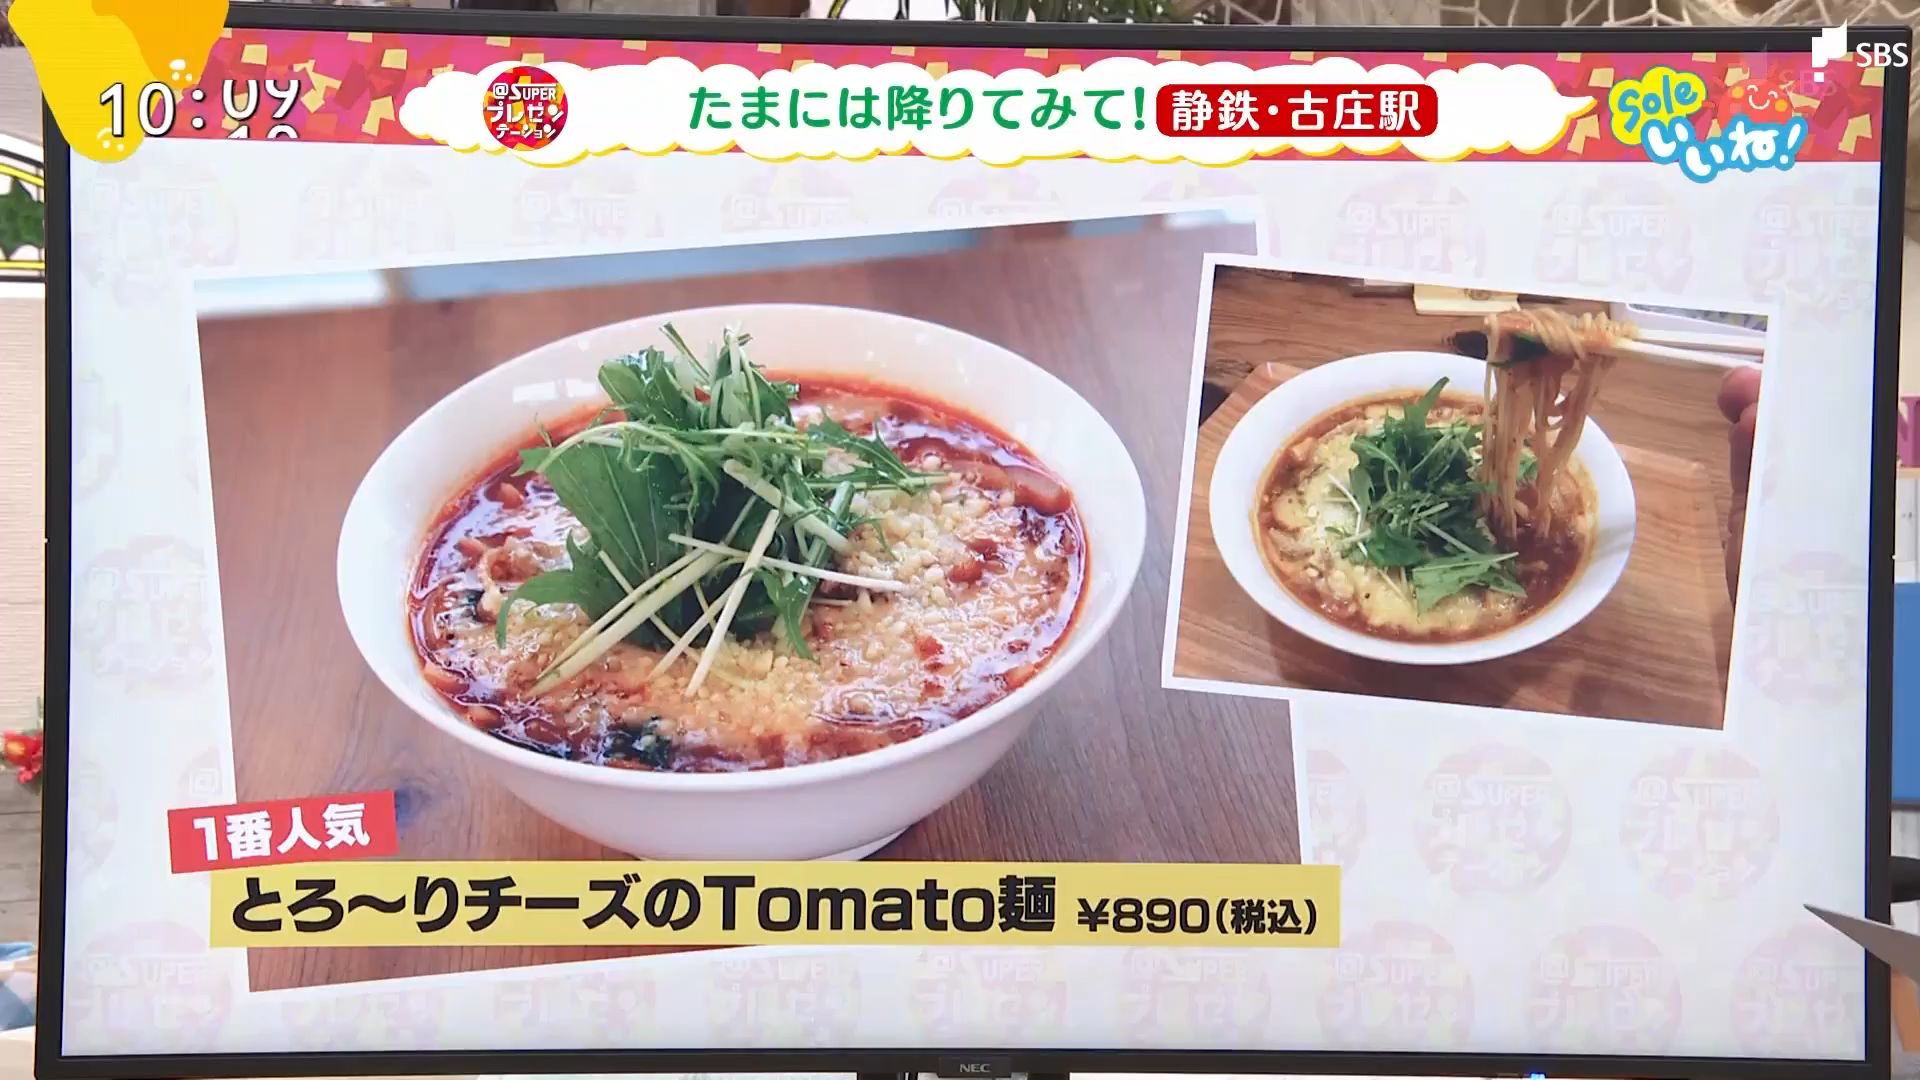 10:09
@SUPER
プレゼン
テーション
たまには降りてみて!
静鉄・古庄駅
SBS
Sole
いいね!
1番人気
とろ〜りチーズのTomato麺 ¥890(税込)
NEC